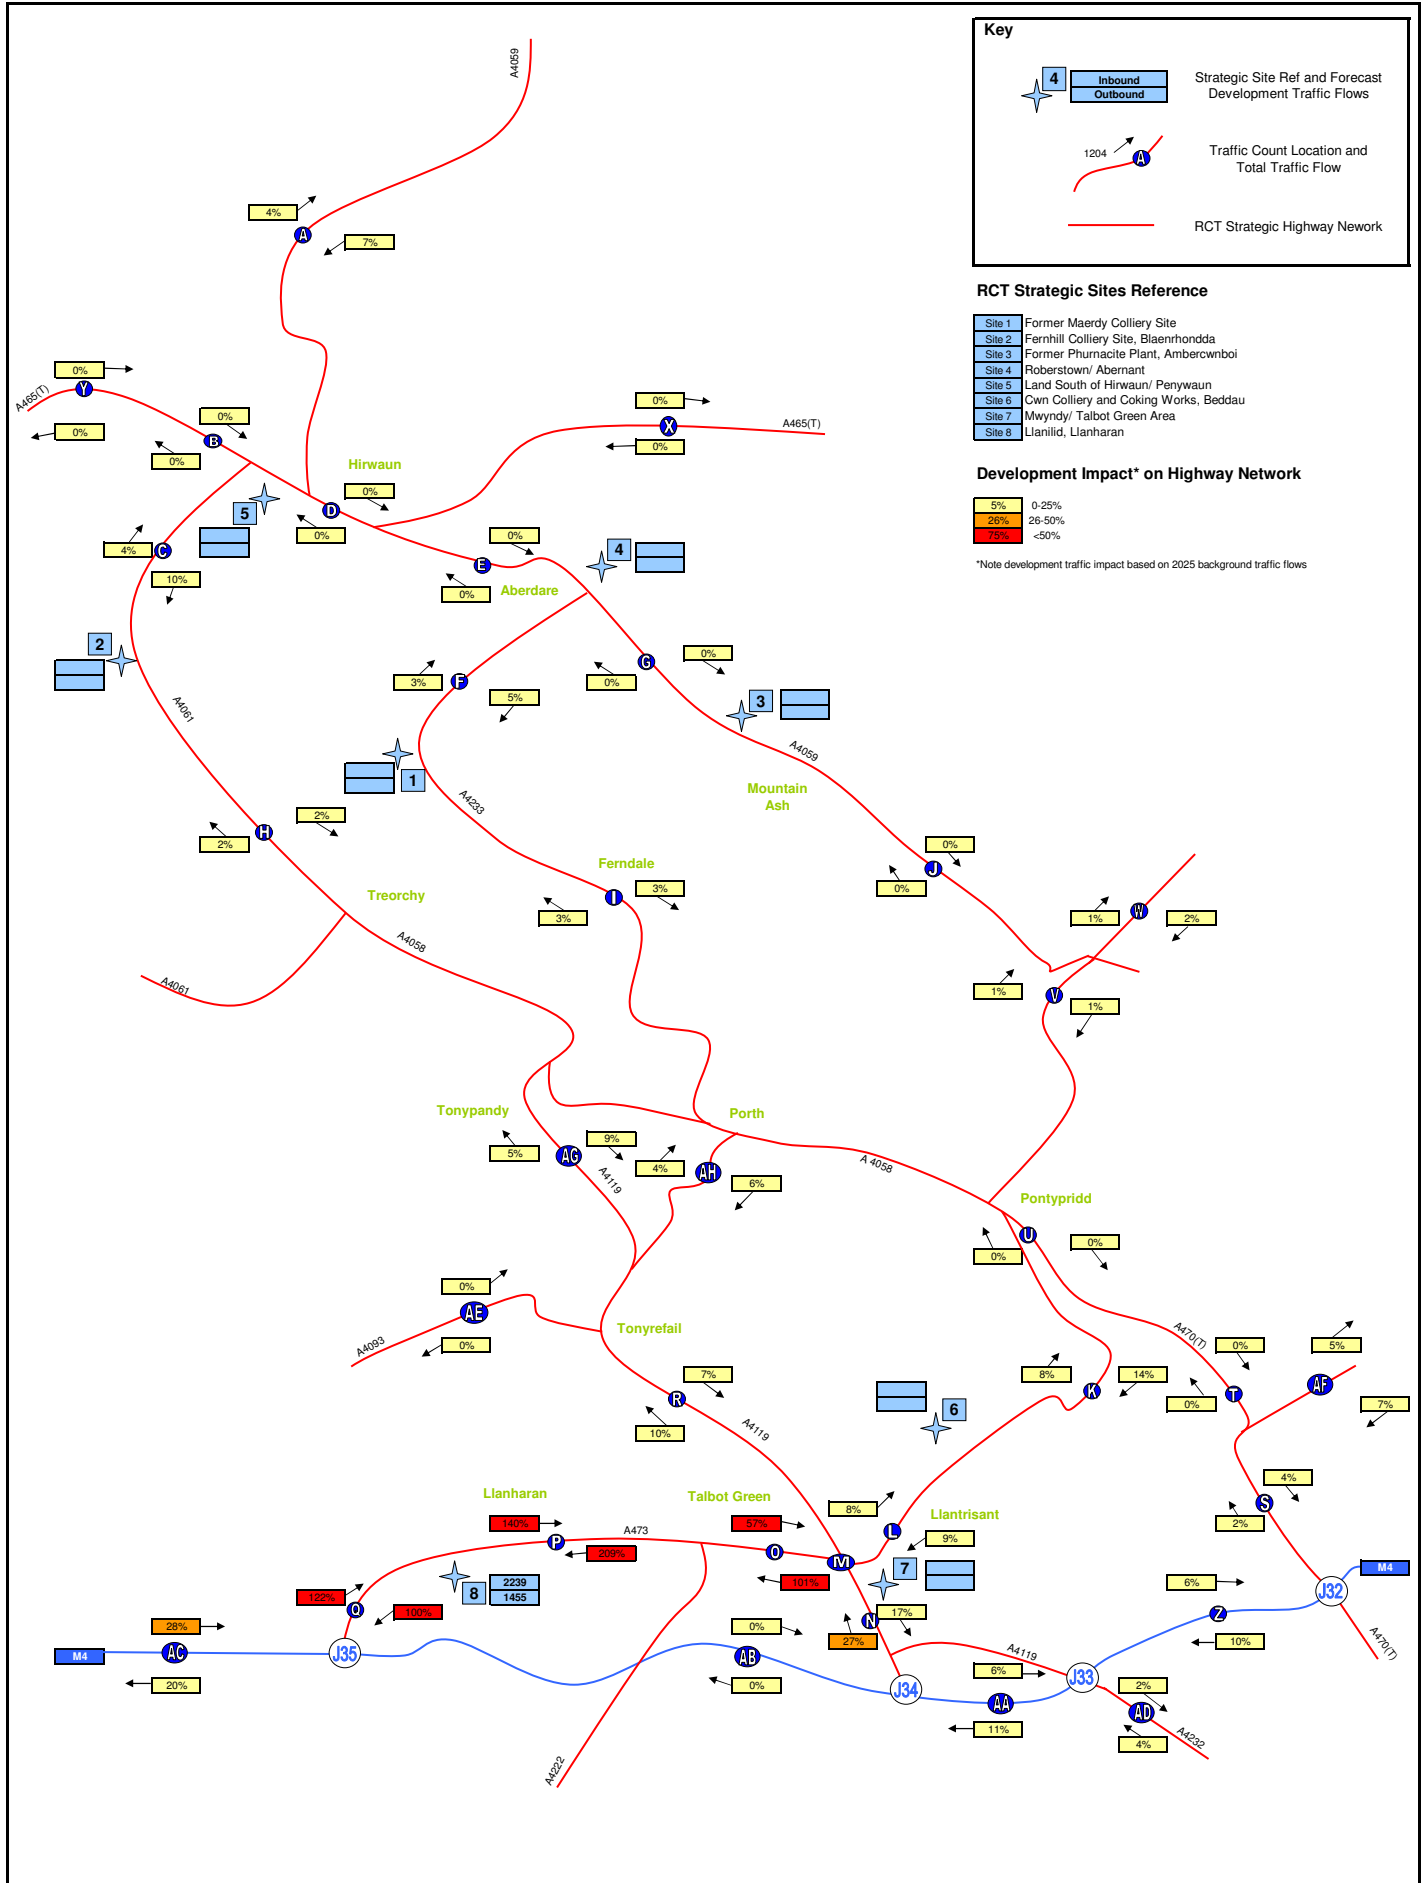 Key
4
Inbound
Outbound
Strategic Site Ref and Forecast
Development Traffic Flows
1204
A
Traffic Count Location and
Total Traffic Flow
RCT Strategic Highway Nework
RCT Strategic Sites Reference
Site 1 Former Maerdy Colliery Site
Site 2 Fernhill Colliery Site, Blaenrhondda
Site 3 Former Phurnacite Plant, Ambercwnboi
Site 4 Roberstown/ Abernant
Site 5 Land South of Hirwaun/ Penywaun
Site 6 Cwn Colliery and Coking Works, Beddau
Site 7 Mwyndy/ Talbot Green Area
Site 8 Llanilid, Llanharan
Development Impact* on Highway Network
5% 0-25%
26% 26-50%
75% <50%
*Note development traffic impact based on 2025 background traffic flows
A4059
4%
A
7%
0%
Y
A465(T)
0%
0%
B
0%
0%
X
A465(T)
0%
Hirwaun
0%
D
0%
5
4%
C
10%
0%
E
0%
4
Aberdare
2
3%
F
5%
0%
G
0%
3
A4061
1
A4233
A4059
Mountain
Ash
2%
H
2%
Ferndale
3%
I
3%
0%
J
0%
Treorchy
A4058
A4061
1%
W
2%
1%
V
1%
Tonypandy
Porth
9%
5%
AG
4%
AH
6%
A4119
A 4058
Pontypridd
U
0%
0%
0%
AE
0%
A4093
Tonyrefail
A470(T)
0%
5%
T
0%
AF
7%
7%
R
10%
A4119
8%
K
14%
6
4%
S
2%
Llanharan
Talbot Green
Llantrisant
140%
P
209%
A473
57%
O
101%
8%
L
9%
M
7
8
2239
1455
122%
Q
100%
17%
N
27%
28%
M4
AC
20%
J35
0%
AB
0%
J34
A4119
6%
AA
11%
J33
6%
Z
10%
J32
M4
A470(T)
2%
AD
4%
A4232
A4222